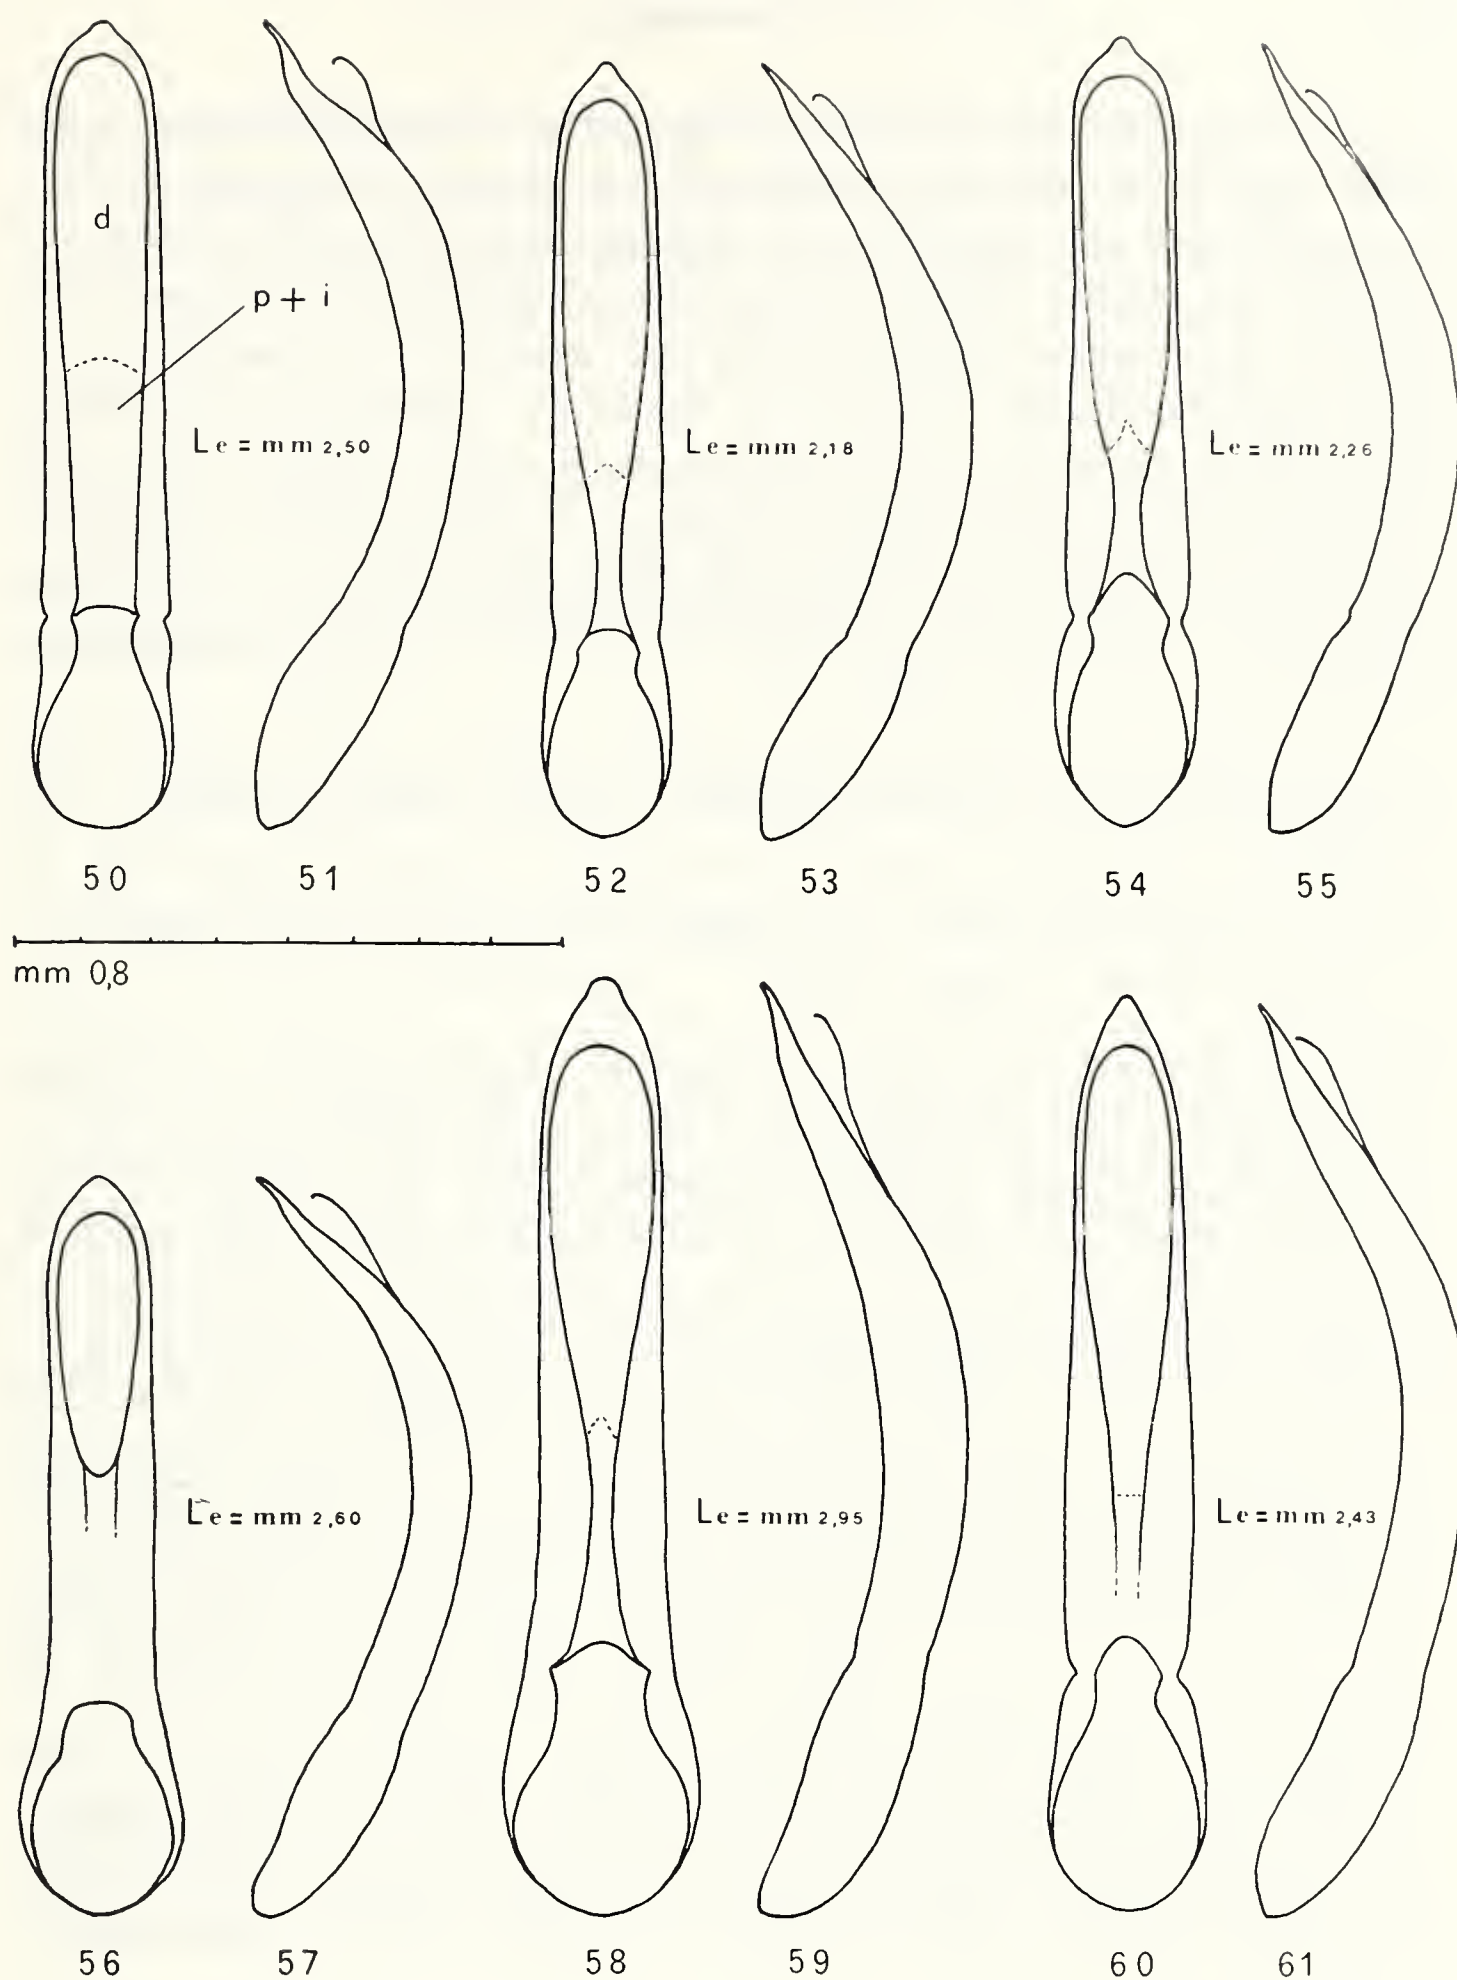 d
p + i
Le = mm 2,50
Le = mm 2,18
Le = mm 2,26
50 51 52 53 54 55
mm 0,8
Le = mm 2,60
Le = mm 2,95
Le = mm 2,43
56 57 58 59 60 61